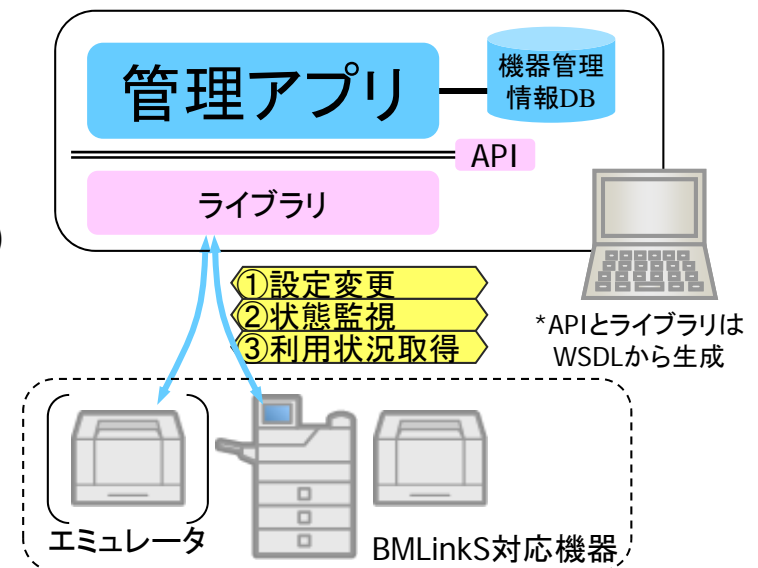 管理アプリ
機器管理
情報DB
API
ライブラリ
①設定変更
②状態監視
③利用状況取得
*APIとライブラリは
WSDLから生成
エミュレータ
BMLinkS対応機器